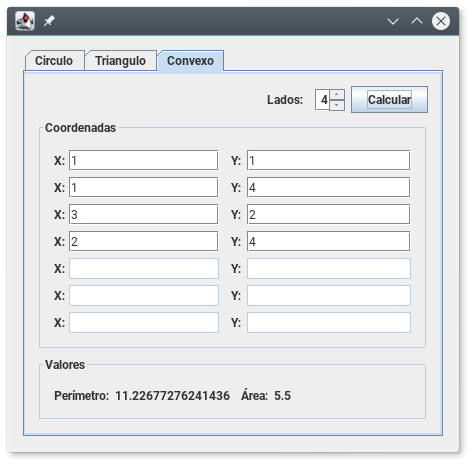 Circulo Triangulo Convexo
Lados: 4 Calcular
Coordenadas
X: 1 Y: 1
X: 1 Y: 4
X: 3 Y: 2
X: 2 Y: 4
X: Y:
X: Y:
X: Y:
Valores
Perímetro: 11.22677276241436 Área: 5.5